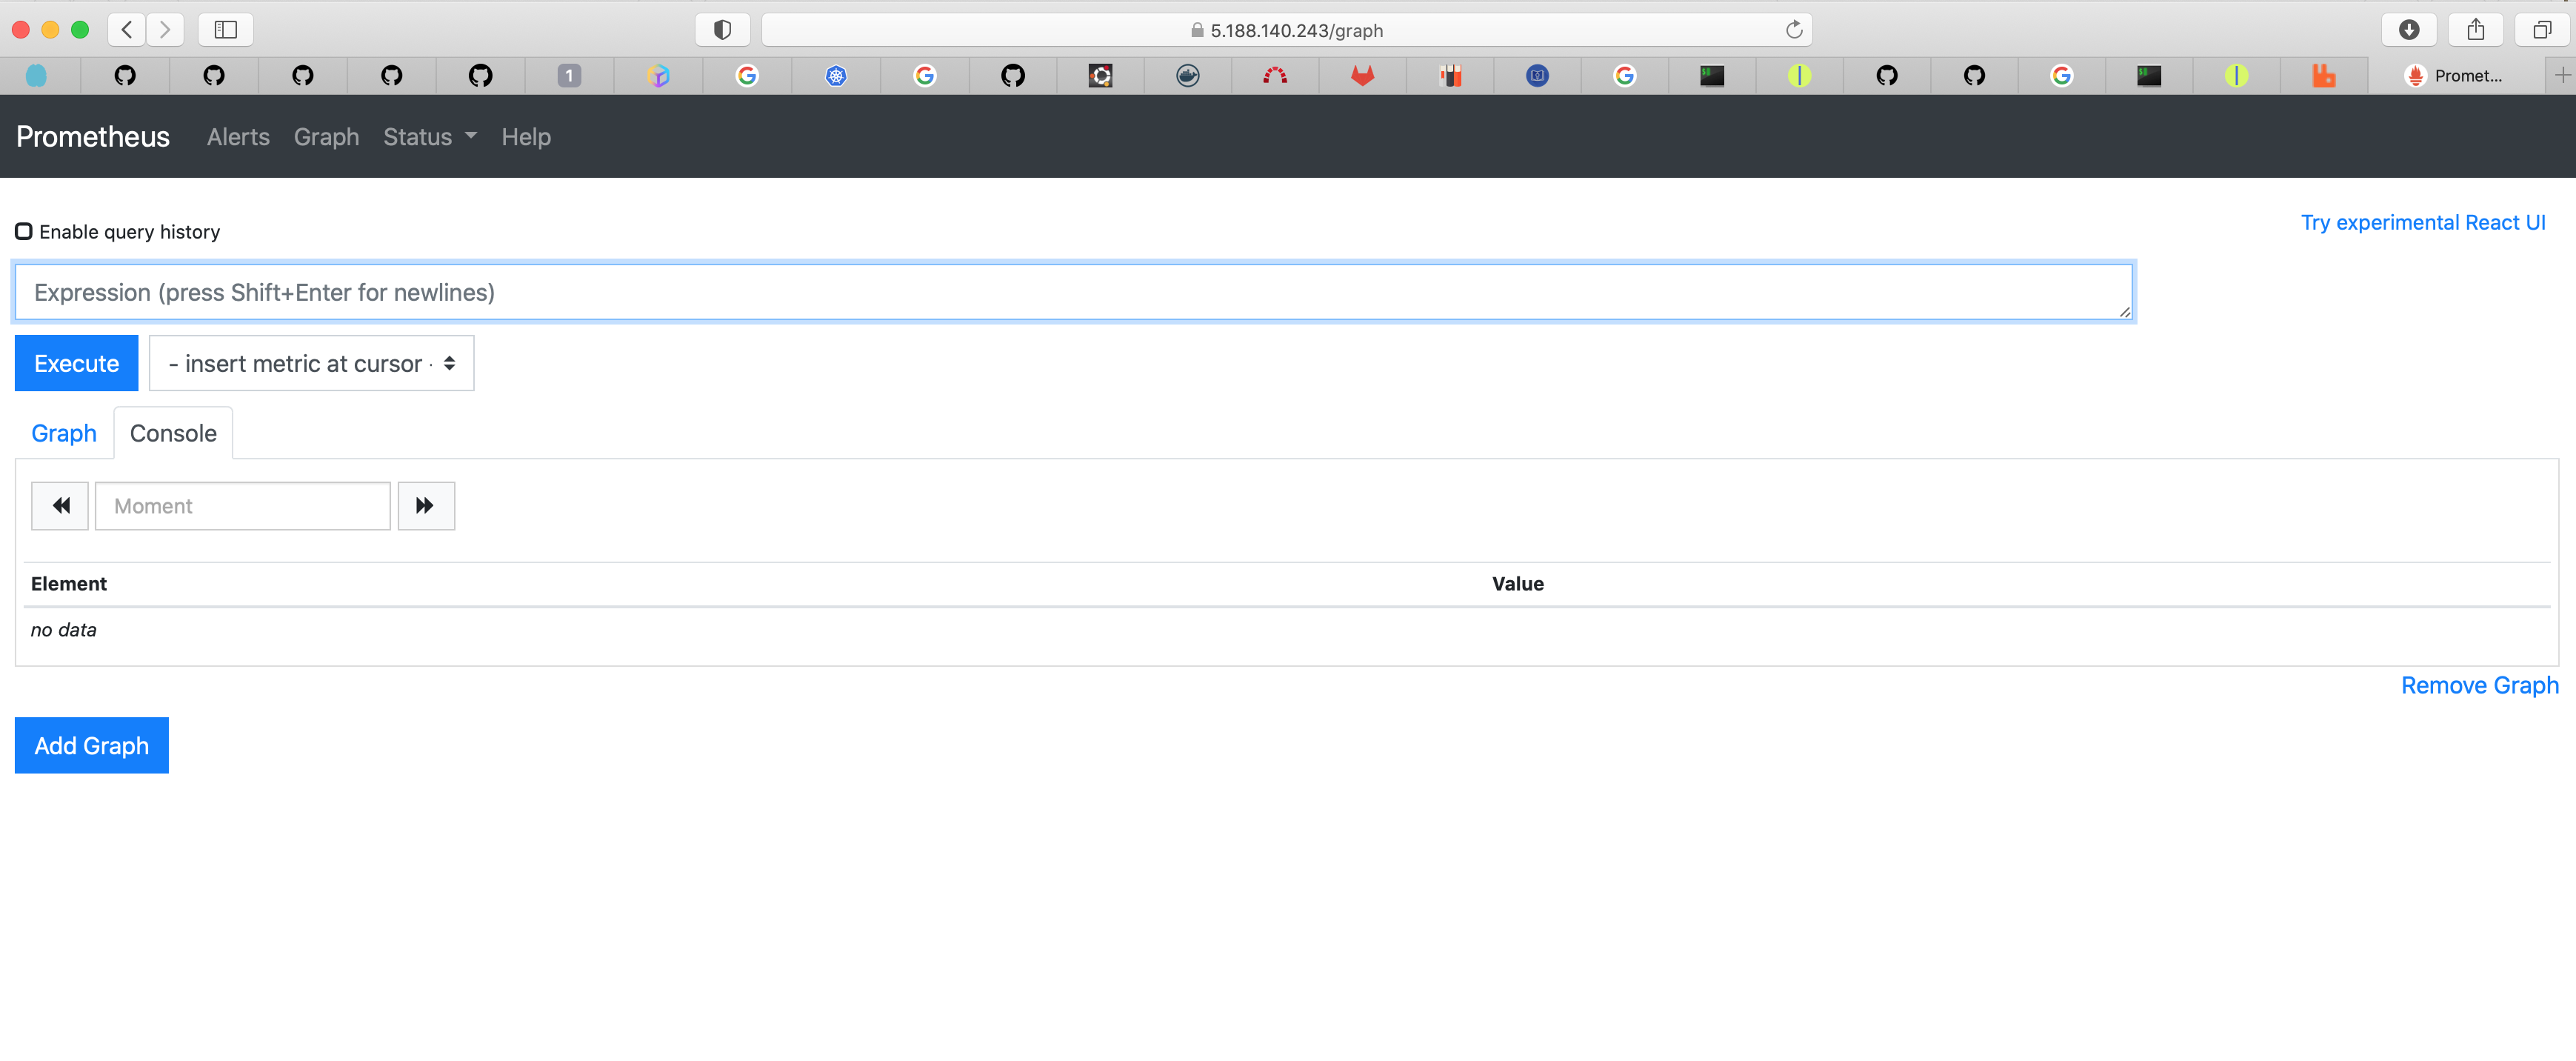 5.188.140.243/graph
1
$$
$$
Promet...
Prometheus Alerts Graph Status Help
Enable query history
Try experimental React UI
Expression (press Shift+Enter for newlines)
Execute
- insert metric at cursor -
Graph Console
Moment
Element Value
no data
Remove Graph
Add Graph